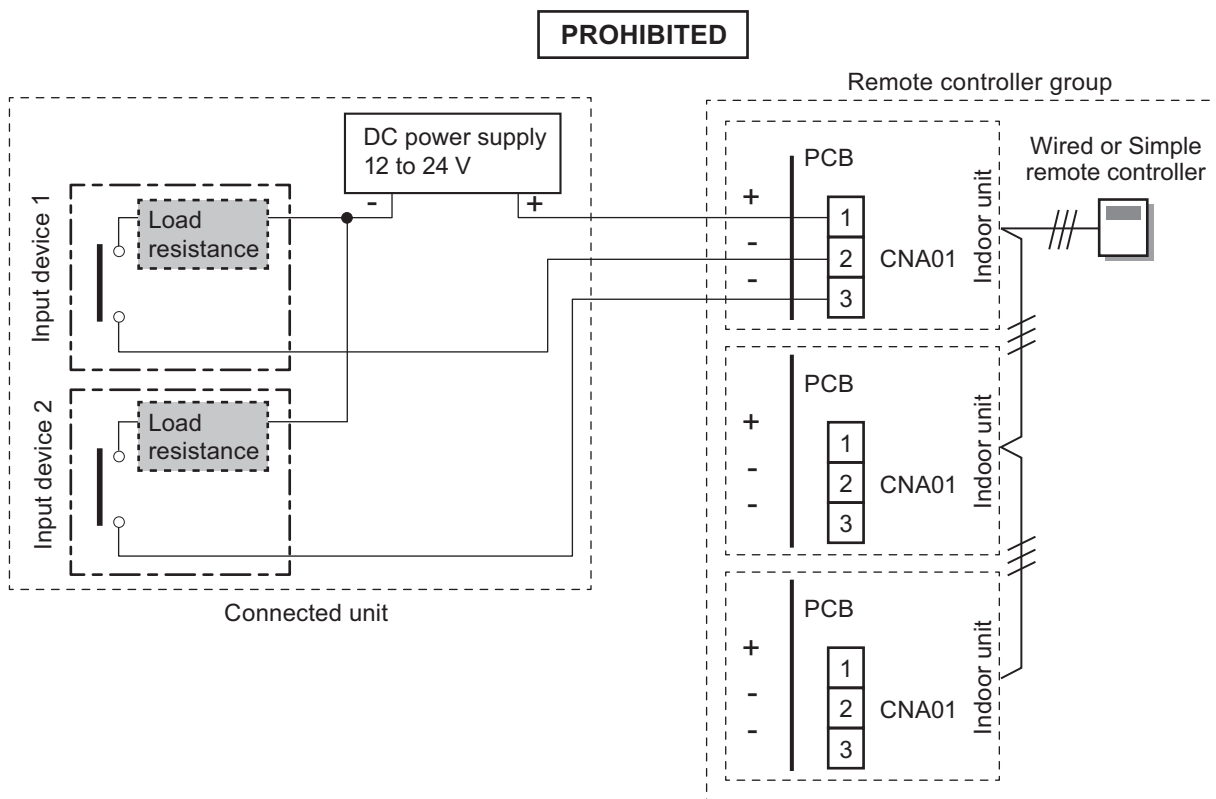 PROHIBITED
Remote controller group
DC power supply
12 to 24 V
-
+
Input device 1
Load
resistance
Input device 2
Load
resistance
Connected unit
PCB
+
-
-
1
2
3
CNA01
Indoor unit
Wired or Simple
remote controller
PCB
+
-
-
1
2
3
CNA01
Indoor unit
PCB
+
-
-
1
2
3
CNA01
Indoor unit